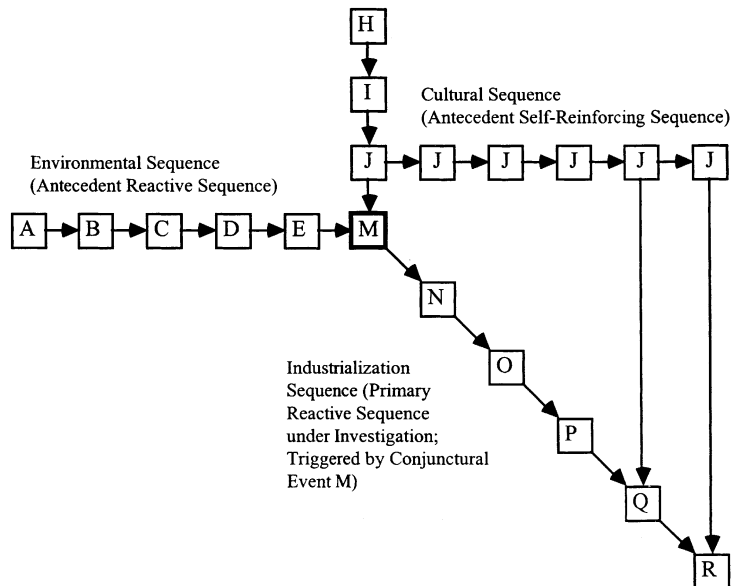 H
I
Cultural Sequence
(Antecedent Self-Reinforcing Sequence)
J J J J J J
Environmental Sequence
(Antecedent Reactive Sequence)
A B C D E M
N
O
Industrialization
Sequence (Primary
Reactive Sequence
under Investigation;
Triggered by Conjunctural
Event M)
P
Q
R